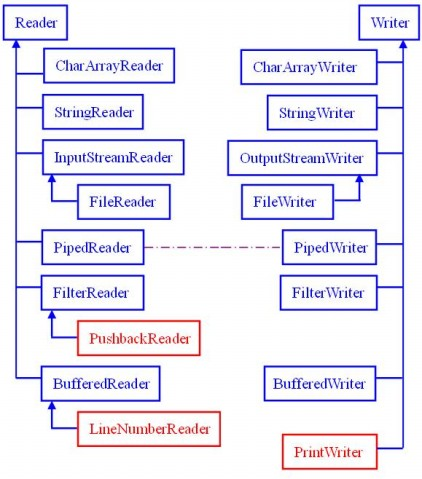 Reader
Writer
CharArrayReader
CharArrayWriter
StringReader
StringWriter
InputStreamReader
OutputStreamWriter
FileReader
FileWriter
PipedReader
PipedWriter
FilterReader
FilterWriter
PushbackReader
BufferedReader
BufferedWriter
LineNumberReader
PrintWriter